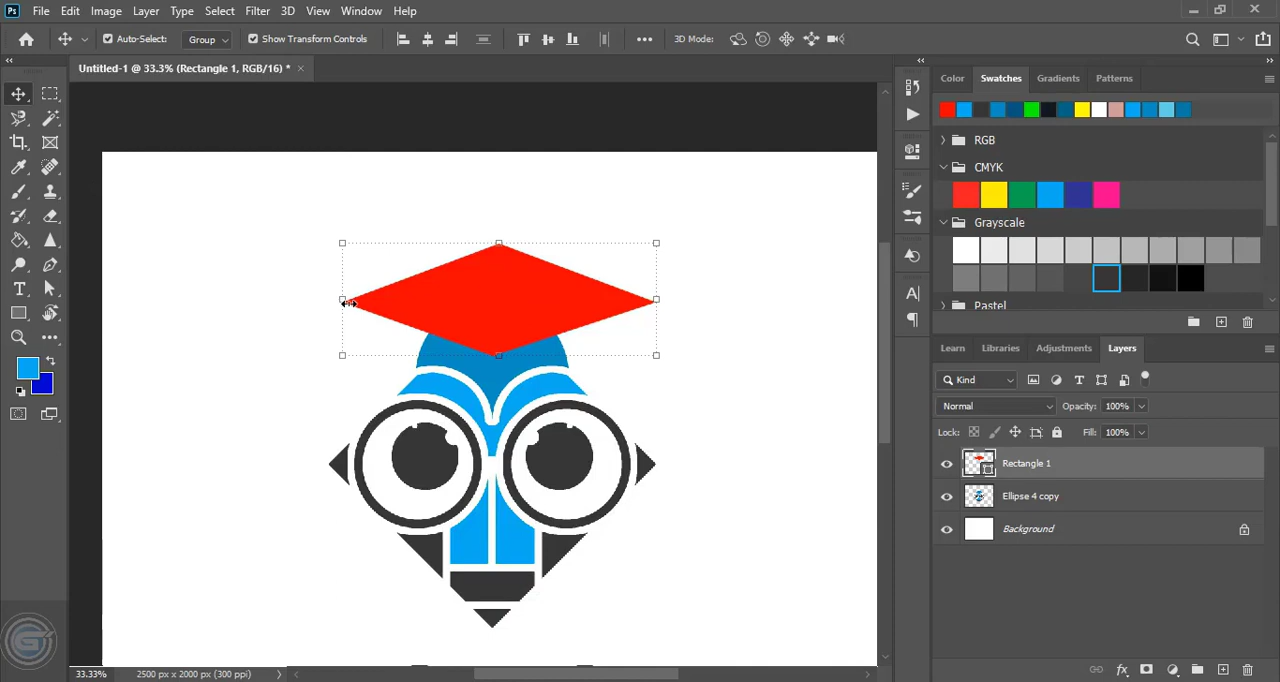 Ps File Edit Image Layer Type Select Filter 3D View Window Help
Auto-Select: Group Show Transform Controls 3D Mode:
Untitled-1 @ 33.3% (Rectangle 1, RGB/16) *
Color Swatches Gradients Patterns
RGB
CMYK
Grayscale
Pastel
Learn Libraries Adjustments Layers
Kind
Normal Opacity: 100%
Lock: Fill: 100%
Rectangle 1
Ellipse 4 copy
Background
33.33% 2500 px x 2000 px (300 ppi)